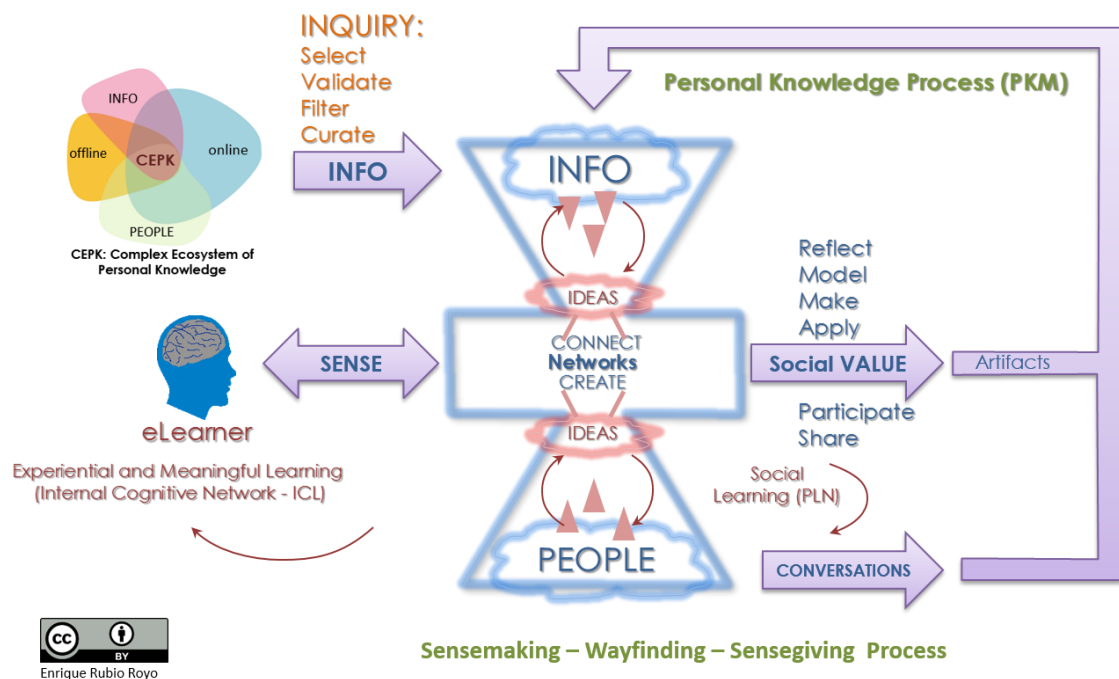 INQUIRY:
Select
Validate
Filter
Curate
Personal Knowledge Process (PKM)
INFO
offline
online
CEPK
PEOPLE
CEPK: Complex Ecosystem of
Personal Knowledge
INFO
INFO
IDEAS
CONNECT
Networks
CREATE
IDEAS
PEOPLE
SENSE
eLearner
Experiential and Meaningful Learning
(Internal Cognitive Network - ICL)
Reflect
Model
Make
Apply
Social VALUE
Artifacts
Participate
Share
Social
Learning (PLN)
CONVERSATIONS
cc
BY
Enrique Rubio Royo
Sensemaking – Wayfinding – Sensegiving Process